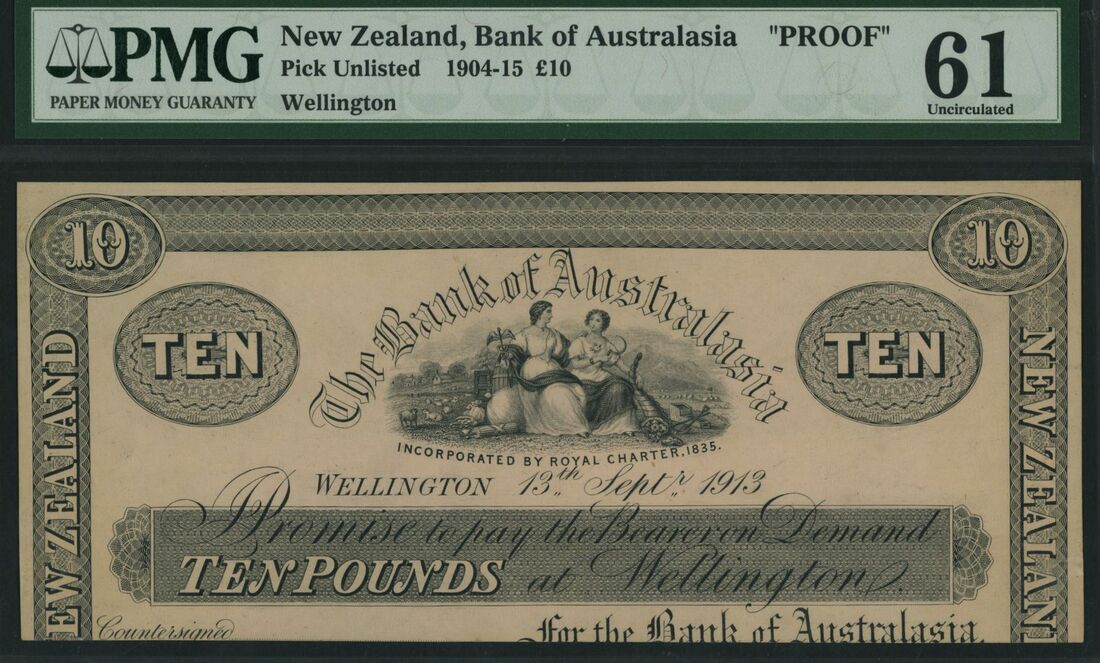 PMG
PAPER MONEY GUARANTY
New Zealand, Bank of Australasia "PROOF"
Pick Unlisted 1904-15 £10
Wellington
61
Uncirculated
10
10
The Bank of Australasia
TEN
TEN
INCORPORATED BY ROYAL CHARTER, 1835.
WELLINGTON 13th Septr 1913
I Promise to pay the Bearer on Demand
TEN POUNDS at Wellington.
Countersigned
For the Bank of Australasia.
EW ZEALAND
NEW ZEALAN